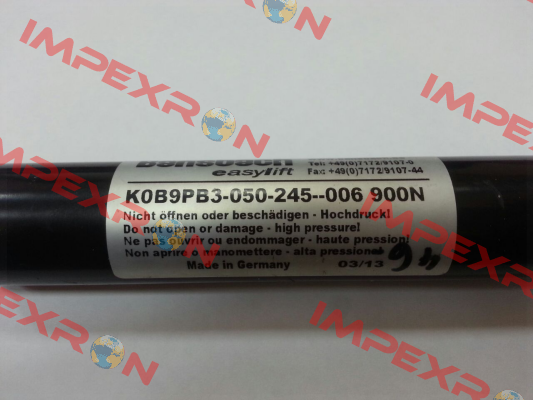 bansbach
easylift
Tel: +49(0)7172/9107-0
Fax: +49(0)7172/9107-44
K0B9PB3-050-245--006 900N
Nicht öffnen oder beschädigen - Hochdruck!
Do not open or damage - high pressure!
Ne pas ouvrir ou endommager - haute pression!
Non aprire o manomettere - alta pressione
Made in Germany 03/13
IMPEXRON
IMPEXRON
IMPEXRON
IMPEXRON
IMPEXRON